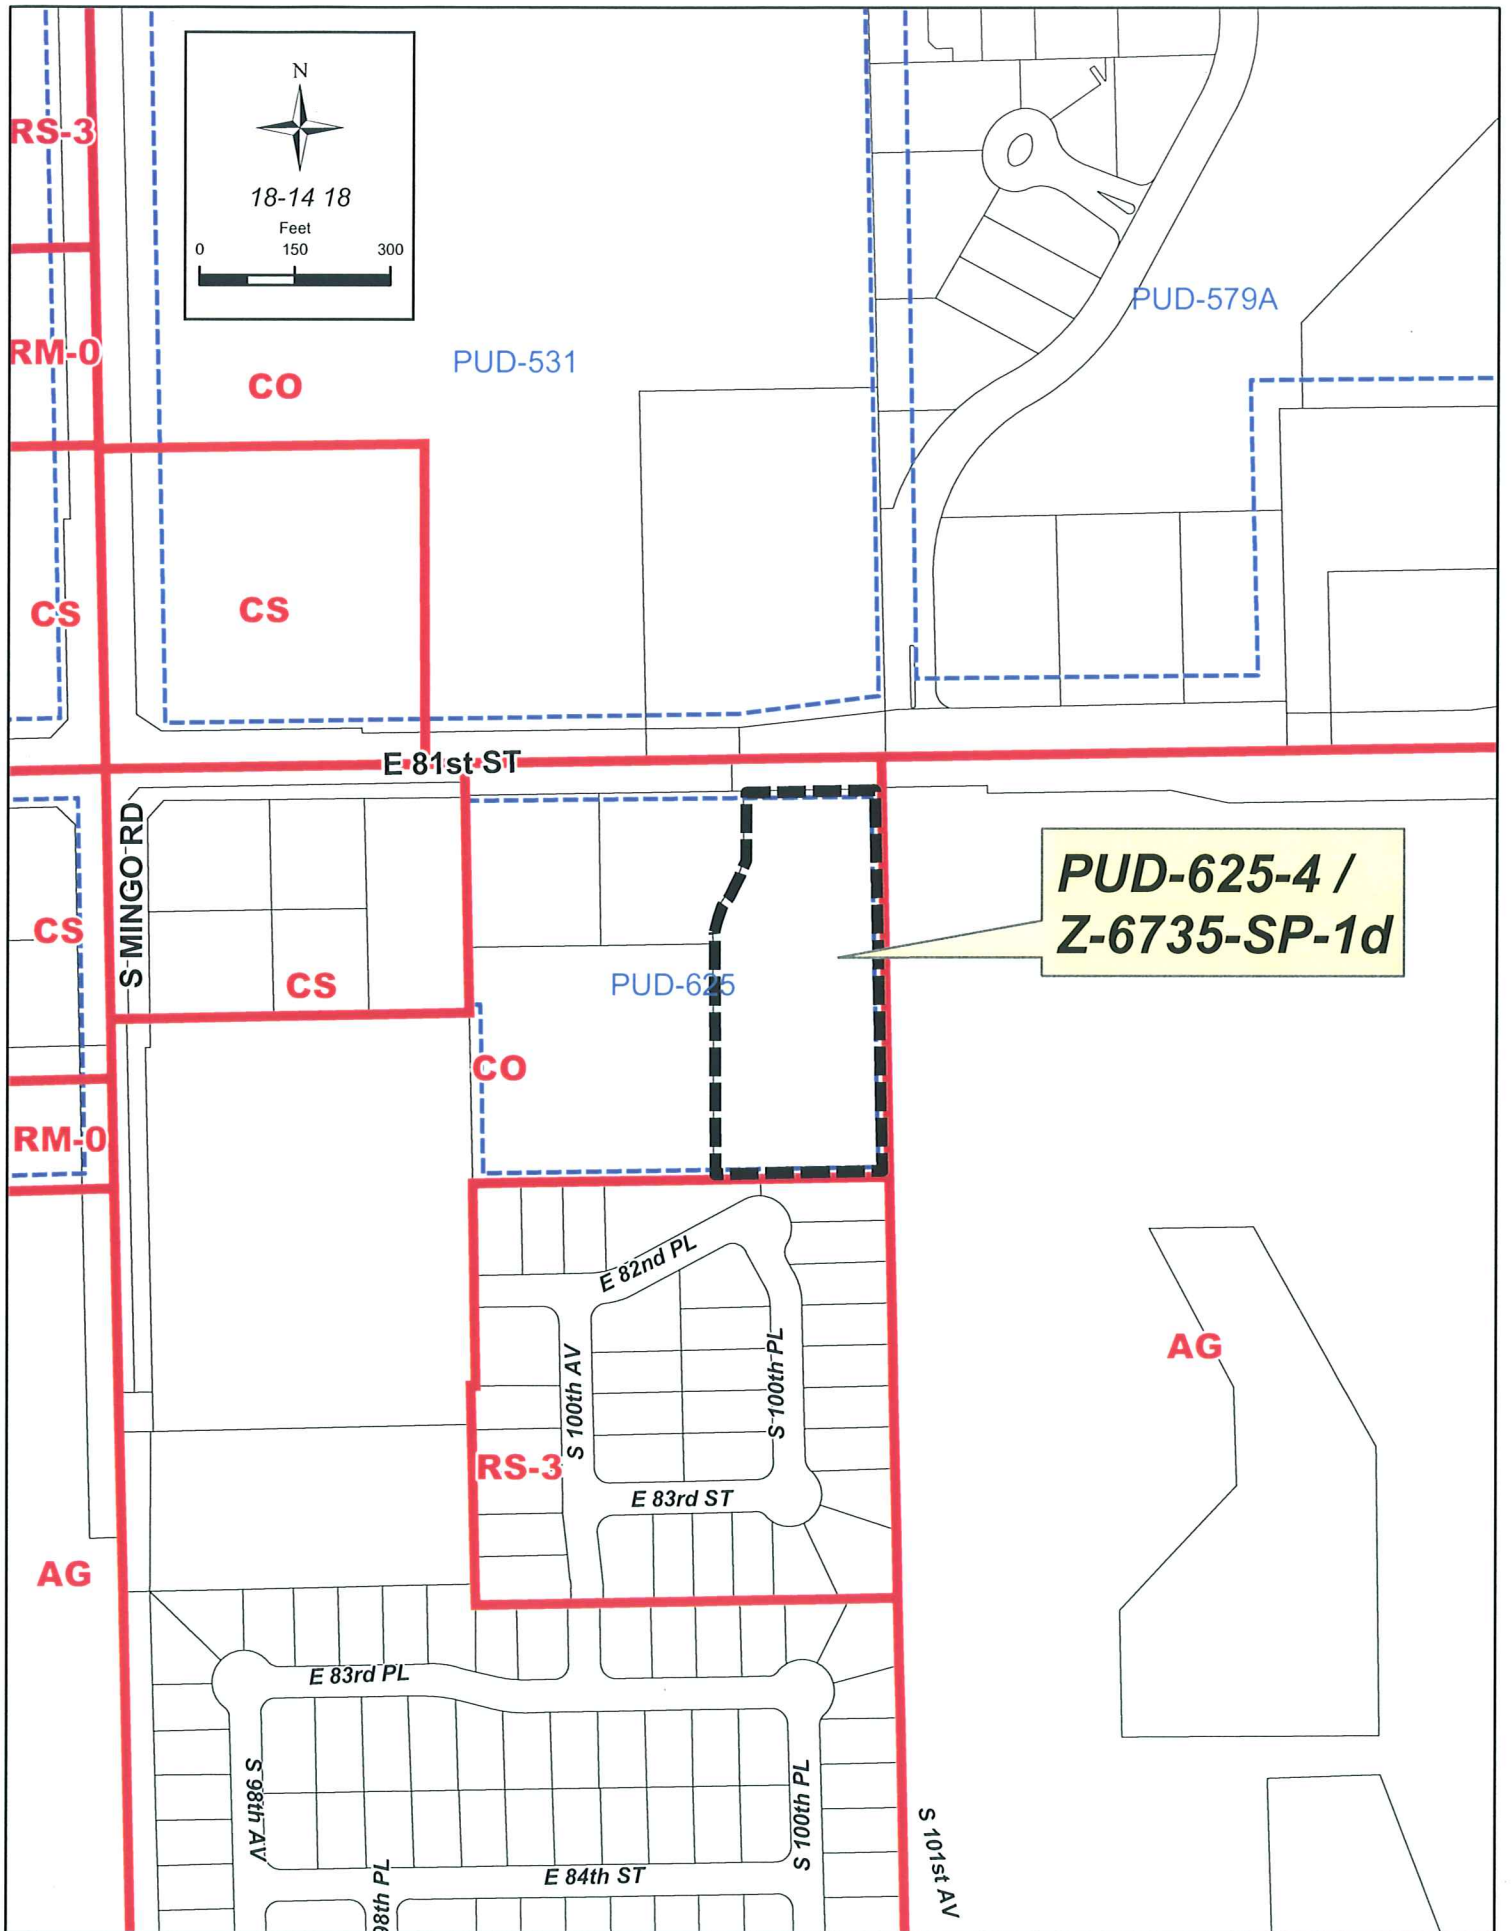 N
18-14 18
Feet
0 150 300
RS-3
RM-0
CO
PUD-531
PUD-579A
CS
CS
E 81st ST
S MINGO RD
CS
CS
PUD-625
CO
PUD-625-4 /
Z-6735-SP-1d
RM-0
E 82nd PL
S 100th AV
S 100th PL
AG
RS-3
E 83rd ST
AG
E 83rd PL
S 98th AV
S 100th PL
S 101st AV
E 84th ST
98th PL